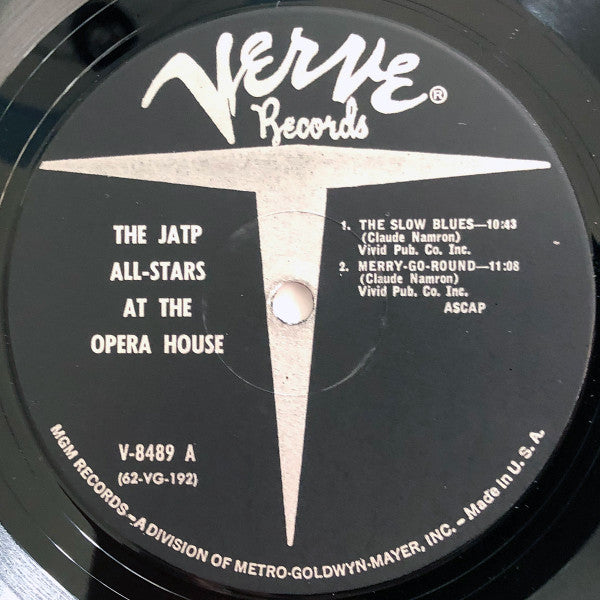 VERVE®
Records
THE JATP
ALL-STARS
AT THE
OPERA HOUSE
1. THE SLOW BLUES—10:43
(Claude Namron)
Vivid Pub. Co. Inc.
2. MERRY-GO-ROUND—11:08
(Claude Namron)
Vivid Pub. Co. Inc.
ASCAP
V-8489 A
(62-VG-192)
MGM RECORDS—A DIVISION OF METRO-GOLDWYN-MAYER, INC. – Made in U. S. A.